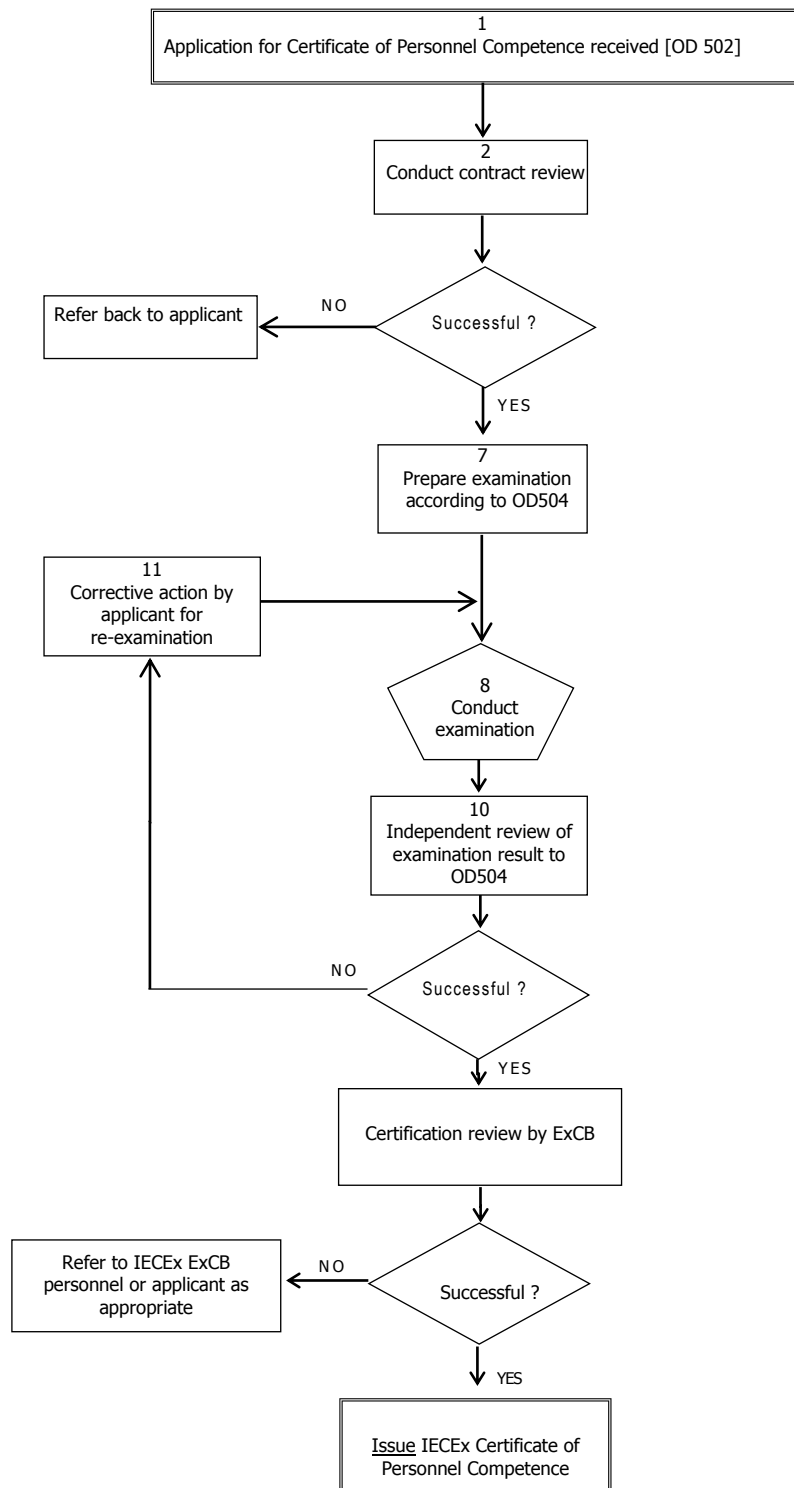 1
Application for Certificate of Personnel Competence received [OD 502]
2
Conduct contract review
Successful ?
NO
Refer back to applicant
YES
7
Prepare examination
according to OD504
11
Corrective action by
applicant for
re-examination
8
Conduct
examination
10
Independent review of
examination result to
OD504
NO
Successful ?
YES
Certification review by ExCB
Refer to IECEx ExCB
personnel or applicant as
appropriate
NO
Successful ?
YES
Issue IECEx Certificate of
Personnel Competence